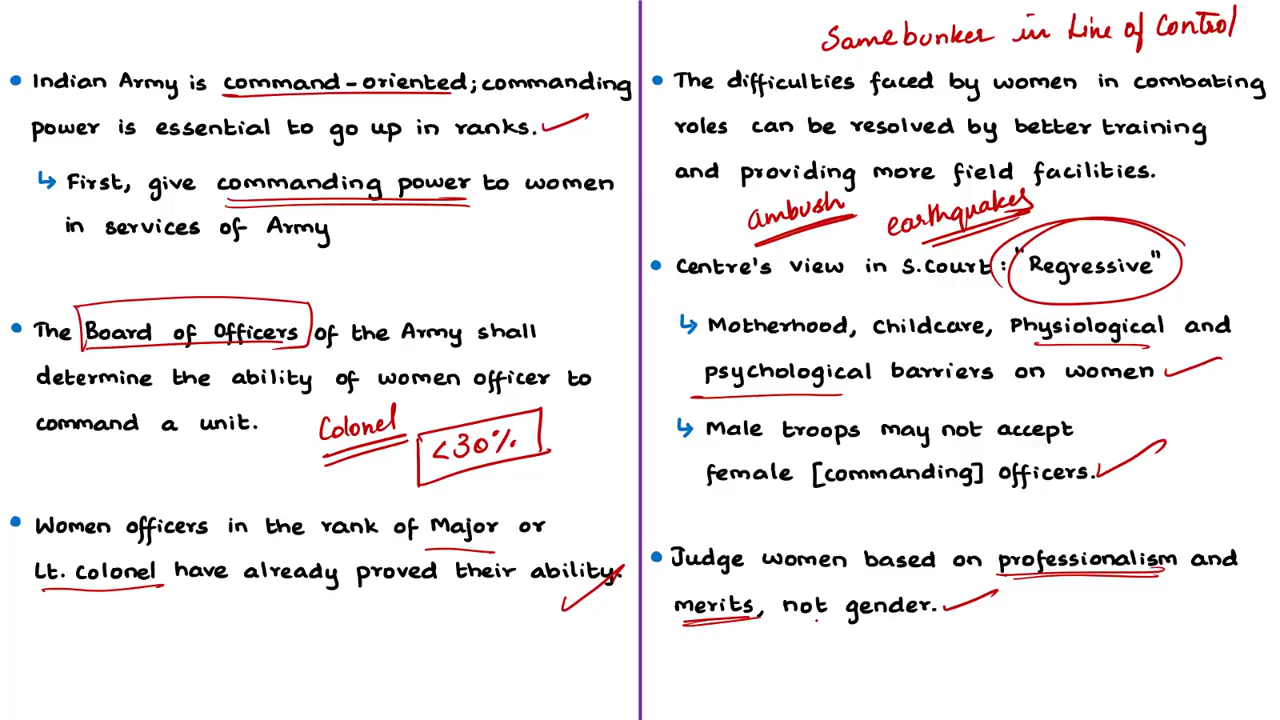 • Indian Army is command-oriented; commanding
power is essential to go up in ranks.
↳ First, give commanding power to women
in services of Army
• The Board of Officers of the Army shall
determine the ability of women officer to
command a unit.
Colonel
<30%
• Women officers in the rank of Major or
Lt. Colonel have already proved their ability.
Same bunker in Line of Control
• The difficulties faced by women in combating
roles can be resolved by better training
and providing more field facilities.
ambush earthquakes
• Centre's view in S.Court: "Regressive"
↳ Motherhood, Childcare, Physiological and
psychological barriers on women
↳ Male troops may not accept
female [commanding] officers.
• Judge women based on professionalism and
merits, not gender.